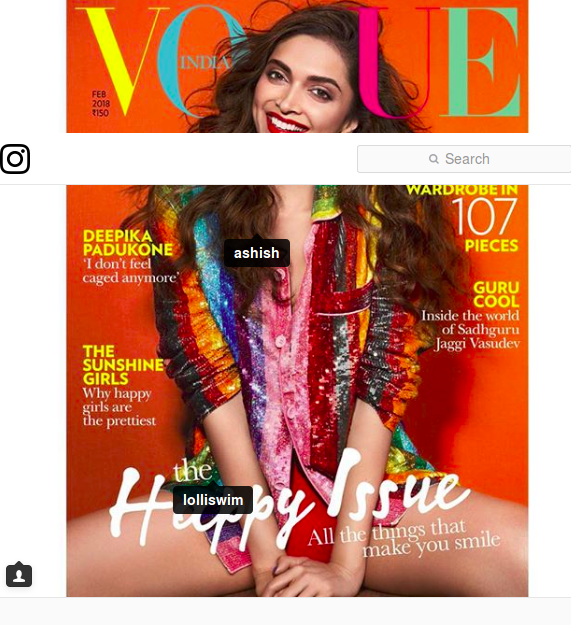 VOGUE
INDIA
FEB
2018
₹150
Search
WARDROBE IN
107
PIECES
DEEPIKA
PADUKONE
‘I don’t feel
caged anymore’
ashish
GURU
COOL
Inside the world
of Sadhguru
Jaggi Vasudev
THE
SUNSHINE
GIRLS
Why happy
girls are
the prettiest
the
Happy Issue
lolliswim
All the things that
make you smile